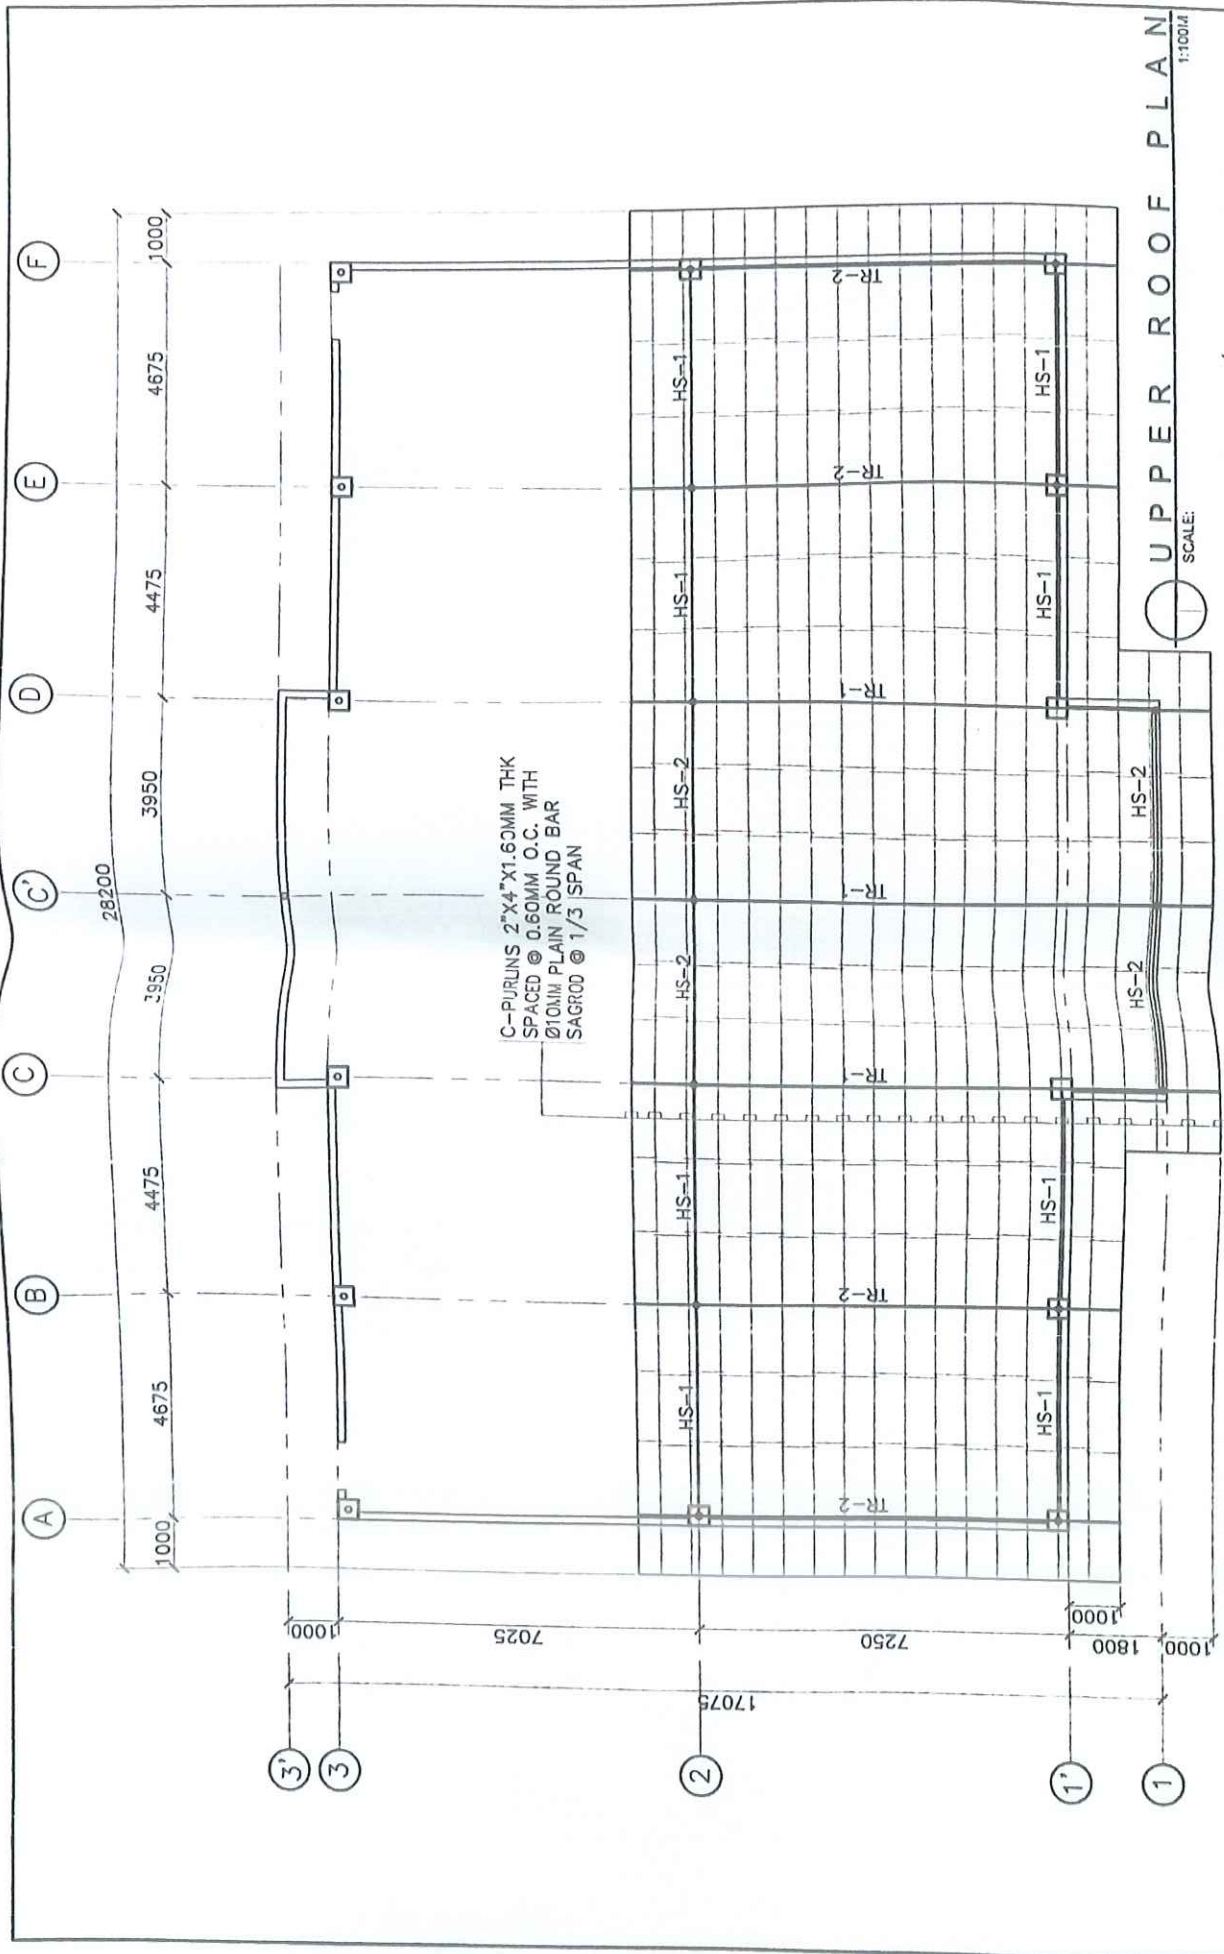 A
B
C
C'
D
E
F
28200
1000
4675
4475
3950
3950
4475
4675
1000
3'
3
2
1'
1
1000
7025
7250
1800
1000
1000
17075
C-PURLINS 2"X4"X1.60MM THK
SPACED @ 0.60MM O.C. WITH
Ø10MM PLAIN ROUND BAR
SAGROD @ 1/3 SPAN
HS-1
HS-1
HS-2
HS-2
HS-1
HS-1
TR-2
TR-2
TR-1
TR-1
TR-1
TR-2
TR-2
HS-1
HS-1
HS-1
HS-1
HS-2
HS-2
UPPER ROOF PLAN
SCALE:
1:100M